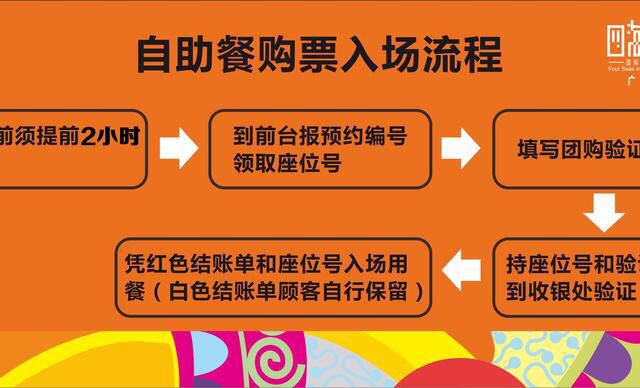 自助餐购票入场流程
国际
Four Seas In
广
前须提前2小时
到前台报预约编号
领取座位号
填写团购验证
持座位号和验
到收银处验证
凭红色结账单和座位号入场用
餐（白色结账单顾客自行保留）